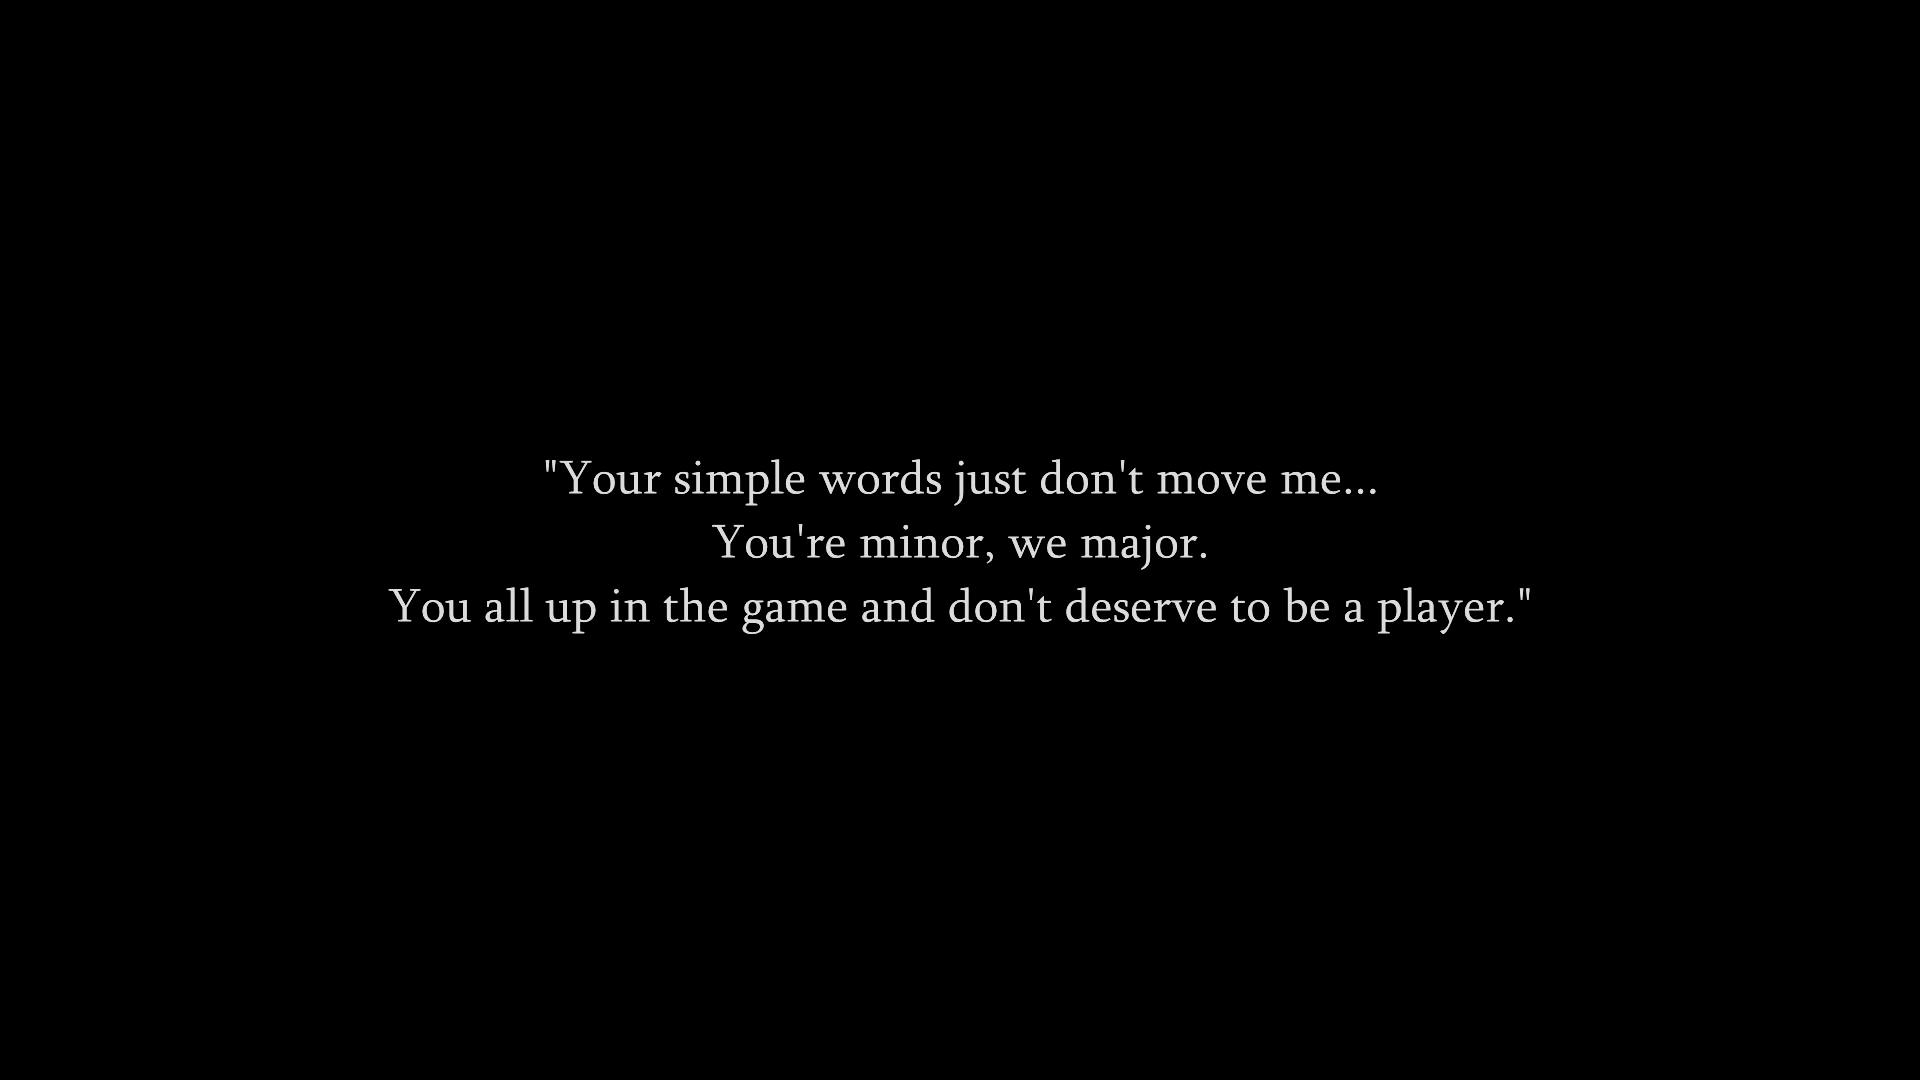 "Your simple words just don't move me...
You're minor, we major.
You all up in the game and don't deserve to be a player."